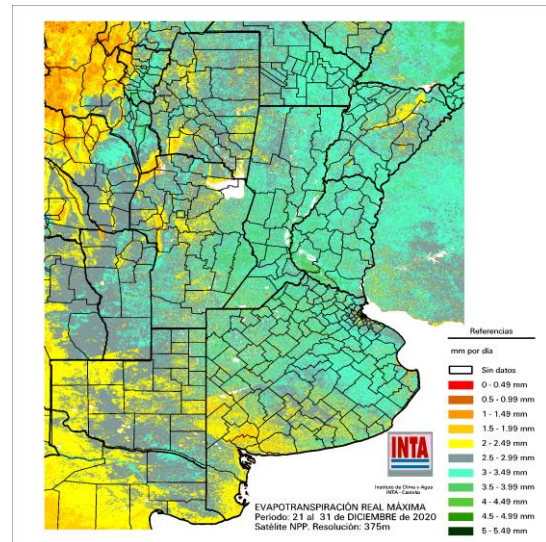 Referencias
mm por día
Sin datos
0 - 0.49 mm
0.5 - 0.99 mm
1 - 1.49 mm
1.5 - 1.99 mm
2 - 2.49 mm
2.5 - 2.99 mm
3 - 3.49 mm
3.5 - 3.99 mm
4 - 4.49 mm
4.5 - 4.99 mm
5 - 5.49 mm
INTA
Instituto de Clima y Agua
INTA - Castelar
EVAPOTRANSPIRACIÓN REAL MÁXIMA
Período: 21 al 31 de DICIEMBRE de 2020
Satélite NPP. Resolución: 375m